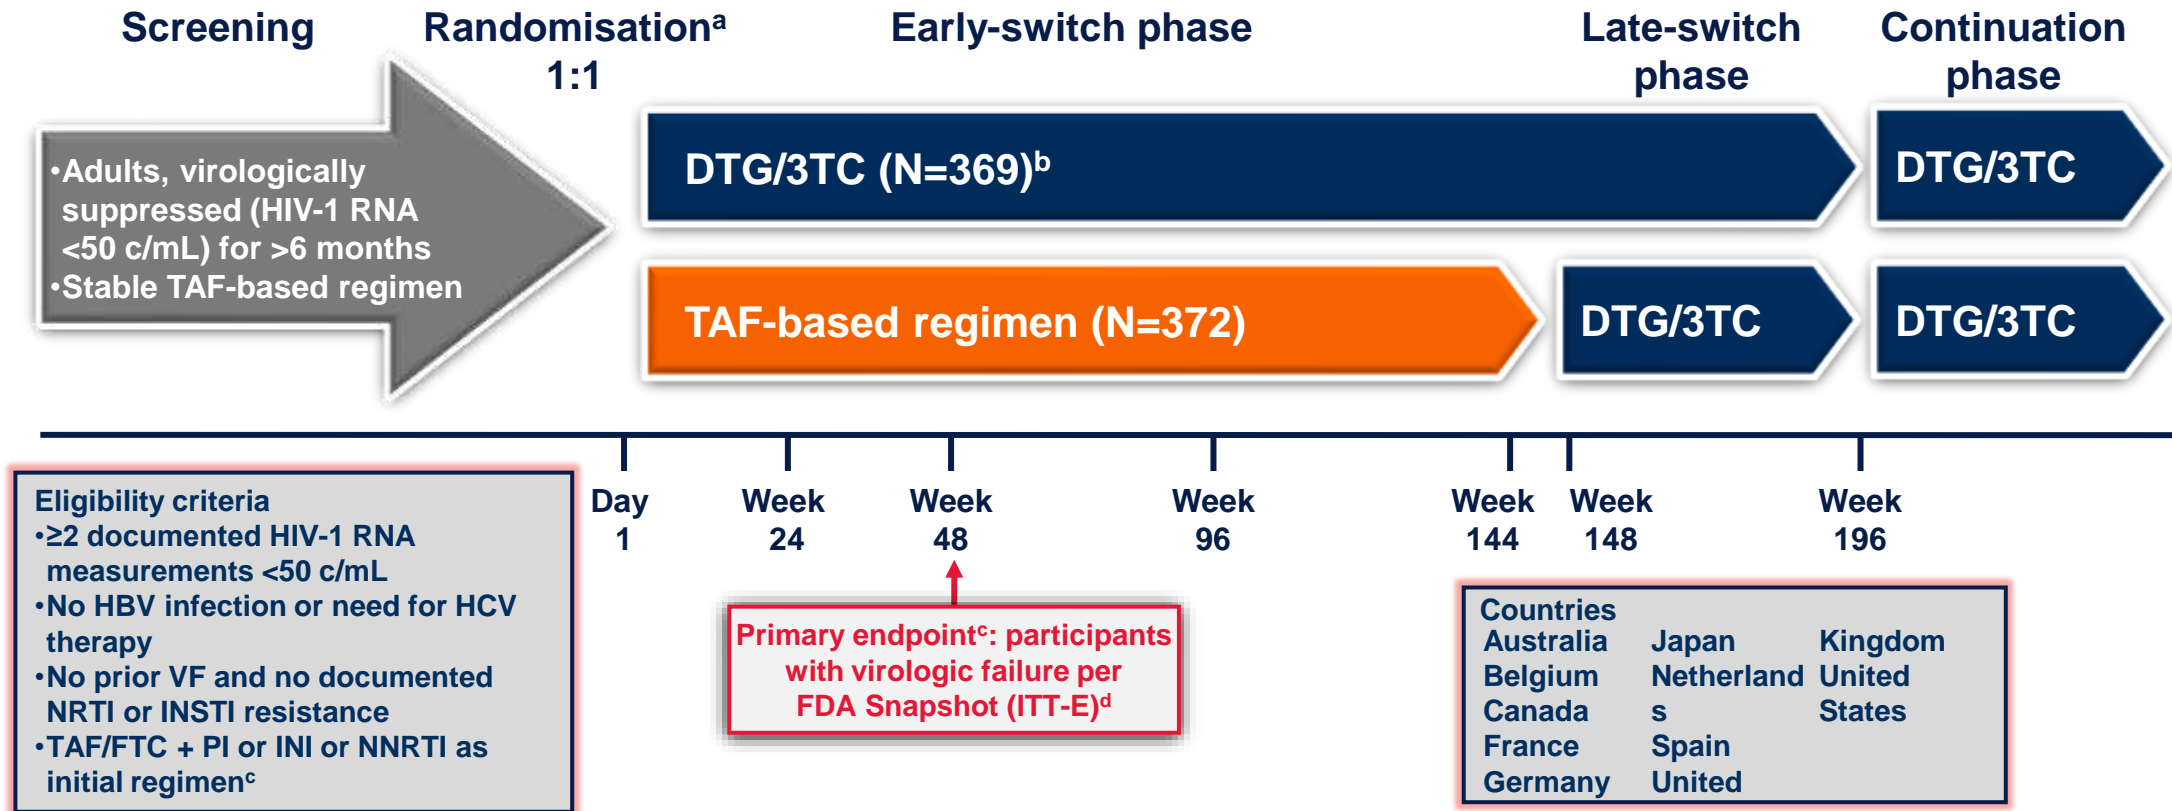 Screening
Randomisationᵃ
1:1
Early-switch phase
Late-switch
phase
Continuation
phase
•Adults, virologically
suppressed (HIV-1 RNA
<50 c/mL) for >6 months
•Stable TAF-based regimen
DTG/3TC (N=369)ᵇ
DTG/3TC
TAF-based regimen (N=372)
DTG/3TC
DTG/3TC
Day
1
Week
24
Week
48
Week
96
Week
144
Week
148
Week
196
Eligibility criteria
•≥2 documented HIV-1 RNA
measurements <50 c/mL
•No HBV infection or need for HCV
therapy
•No prior VF and no documented
NRTI or INSTI resistance
•TAF/FTC + PI or INI or NNRTI as
initial regimenᶜ
Primary endpointᶜ: participants
with virologic failure per
FDA Snapshot (ITT-E)ᵈ
Countries
Australia
Belgium
Canada
France
Germany
Japan
Netherland
s
Spain
United
Kingdom
United
States